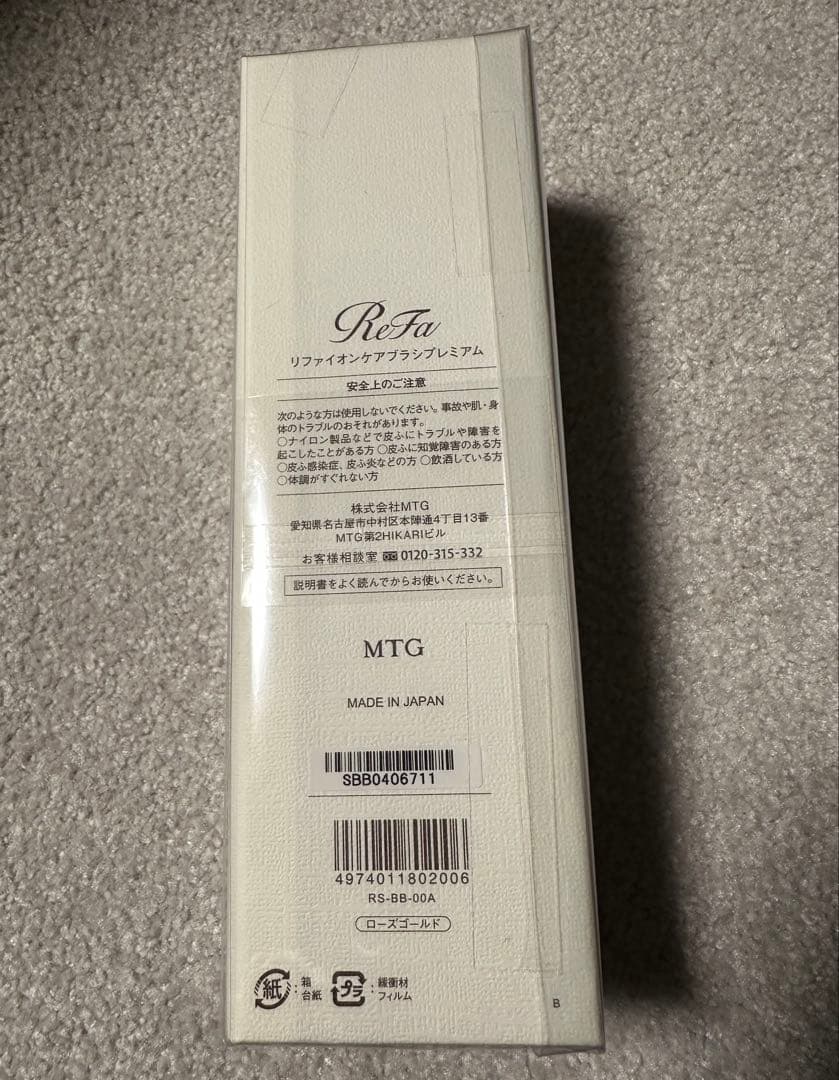 ReFa
リファイオンケアブラシプレミアム
安全上のご注意
次のような方は使用しないでください。事故や肌・身
体のトラブルのおそれがあります。
○ナイロン製品などで皮ふにトラブルや障害を
起こしたことがある方 ○皮ふに知覚障害のある方
○皮ふ感染症、皮ふ炎などの方 ○飲酒している方
○体調がすぐれない方
株式会社MTG
愛知県名古屋市中村区本陣通4丁目13番
MTG第2HIKARIビル
お客様相談室 0120-315-332
説明書をよく読んでからお使いください。
MTG
MADE IN JAPAN
SBB0406711
4974011802006
RS-BB-00A
ローズゴールド
紙:箱
台紙
プラ:緩衝材
フィルム
B